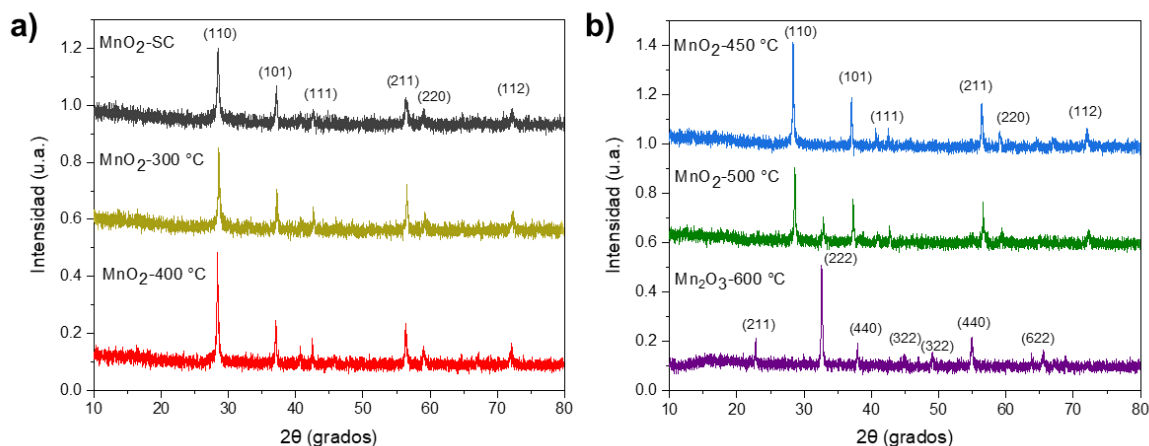 a)
MnO₂-SC
(110)
(101)
(111)
(211)
(220)
(112)
MnO₂-300 °C
MnO₂-400 °C
Intensidad (u.a.)
1.2
1.0
0.8
0.6
0.4
0.2
0.0
10 20 30 40 50 60 70 80
2θ (grados)
b)
MnO₂-450 °C
(110)
(101)
(111)
(211)
(220)
(112)
MnO₂-500 °C
Mn₂O₃-600 °C
(211)
(222)
(440)
(322)
(322)
(440)
(622)
Intensidad (u.a.)
1.4
1.2
1.0
0.8
0.6
0.4
0.2
0.0
10 20 30 40 50 60 70 80
2θ (grados)